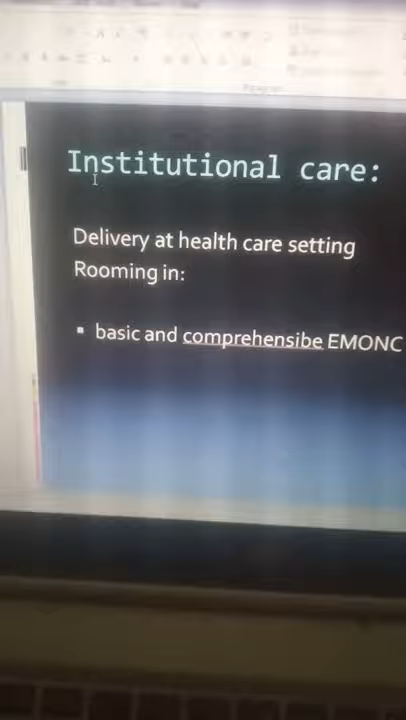 Institutional care:
Delivery at health care setting
Rooming in:
▪ basic and comprehensibe EMONC